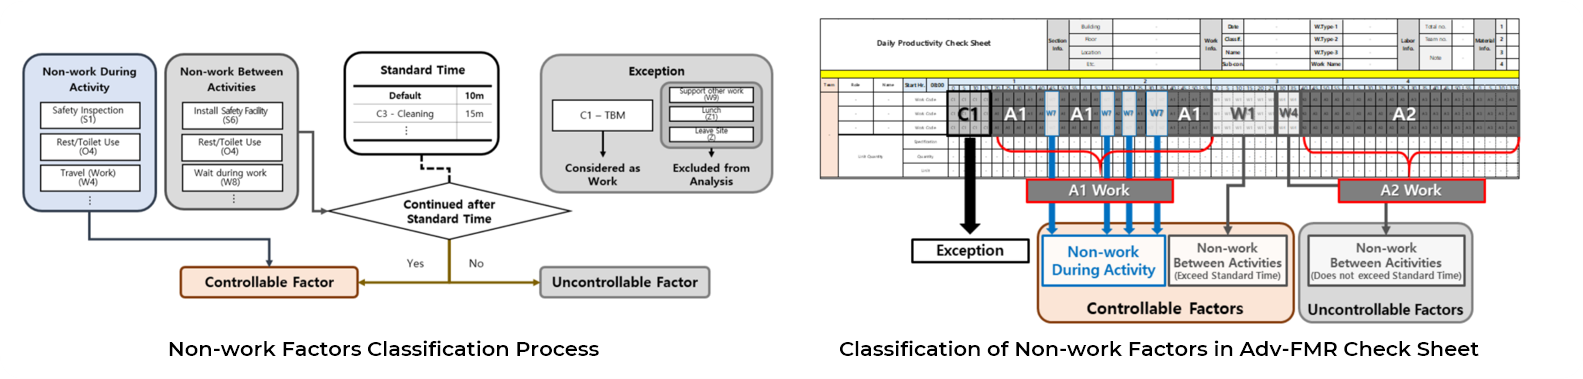 Non-work During
Activity
Safety Inspection
(S1)
Rest/Toilet Use
(O4)
Travel (Work)
(W4)
⋮
Non-work Between
Activities
Install Safety Facility
(S6)
Rest/Toilet Use
(O4)
Wait during work
(W8)
⋮
Standard Time
Default 10m
C3 - Cleaning 15m
⋮
Continued after
Standard Time
Yes No
Controllable Factor
Uncontrollable Factor
Exception
C1 – TBM
Support other work
(W9)
Lunch
(Z1)
Leave Site
(Z)
Considered as
Work
Excluded from
Analysis
Non-work Factors Classification Process
Daily Productivity Check Sheet
Section
Info.
Building
Floor
Location
Etc.
Work
Info.
Date
Classif.
Name
Sub-con.
W.Type-1
W.Type-2
W.Type-3
Work Name
Labor
Info.
Total no.
Team no.
Note
Material
Info.
1
2
3
4
Name
Start Hr. 08:00
1 2 3 4
Work Code
Work Code
Work Code
Specification
Quantity
Unit
Unit Quantity
C1 A1 W7 A1 W7 W7 W7 A1 W1 W4 A2
A1 Work
A2 Work
Exception
Non-work
During Activity
Non-work
Between Activities
(Exceed Standard Time)
Controllable Factors
Non-work
Between Acitivities
(Does not exceed Standard Time)
Uncontrollable Factors
Classification of Non-work Factors in Adv-FMR Check Sheet